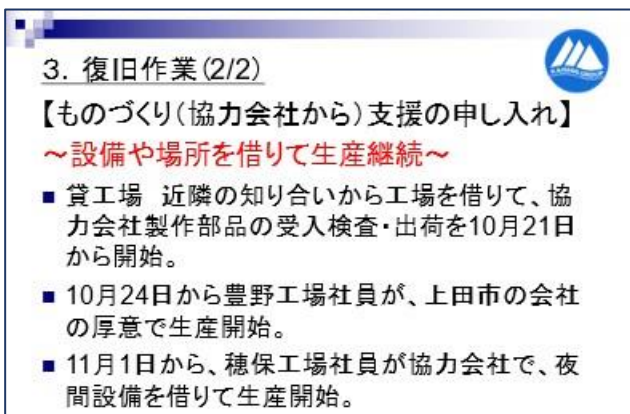 3. 復旧作業(2/2)
【ものづくり(協力会社から)支援の申し入れ】
～設備や場所を借りて生産継続～
■ 貸工場 近隣の知り合いから工場を借りて、協
力会社製作部品の受入検査・出荷を10月21日
から開始。
■ 10月24日から豊野工場社員が、上田市の会社
の厚意で生産開始。
■ 11月1日から、穂保工場社員が協力会社で、夜
間設備を借りて生産開始。